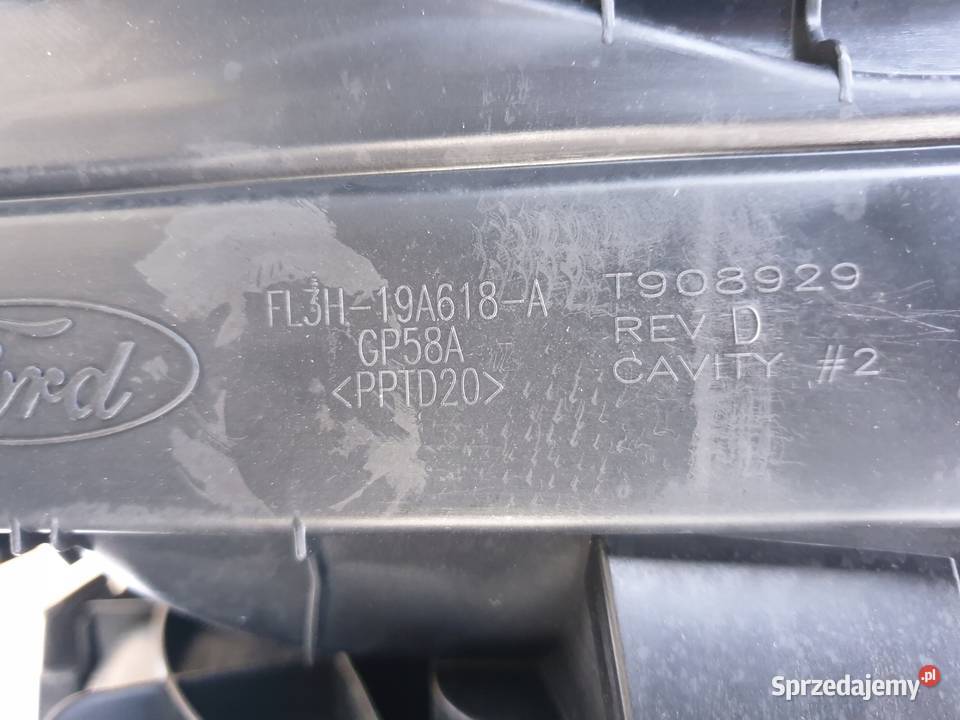 Ford
FL3H-19A618-A
GP58A
<PPTD20>
T908929
REV D
CAVITY #2
Sprzedajemy.pl